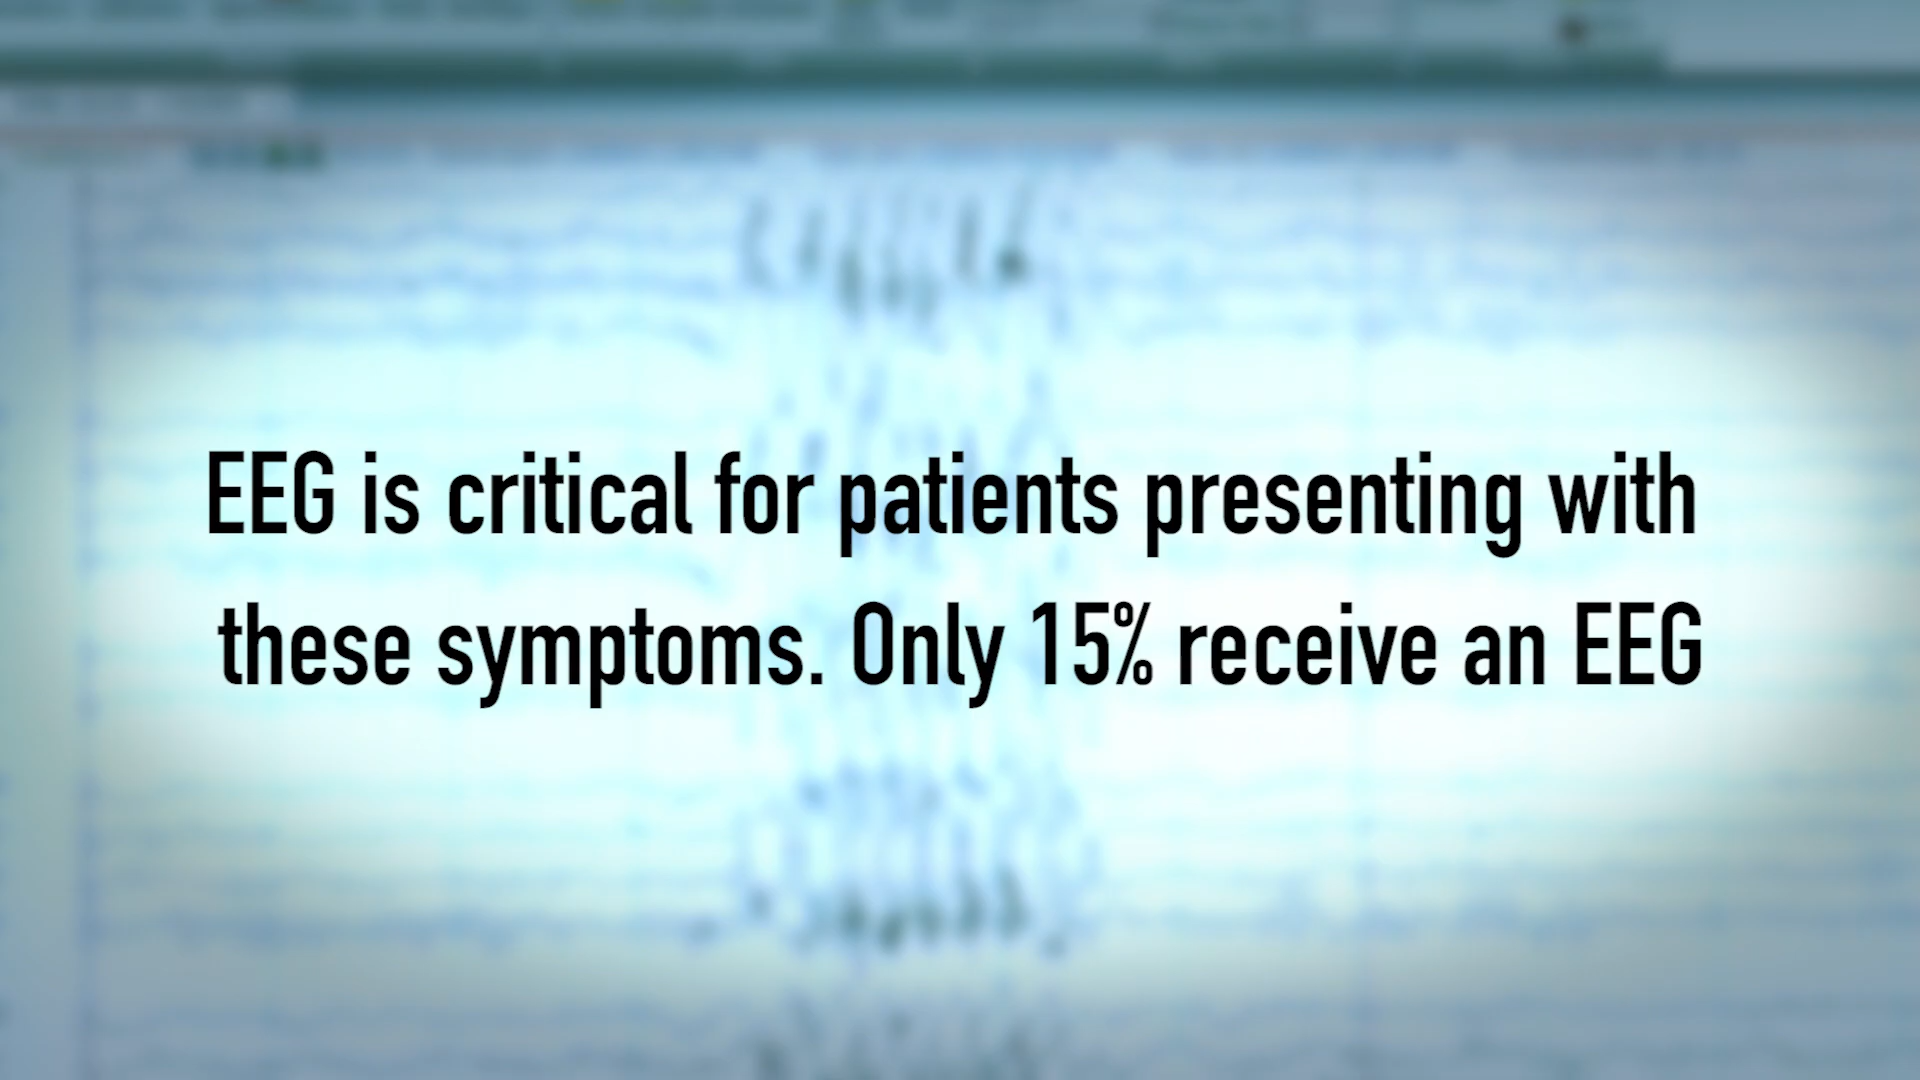 EEG is critical for patients presenting with
these symptoms. Only 15% receive an EEG